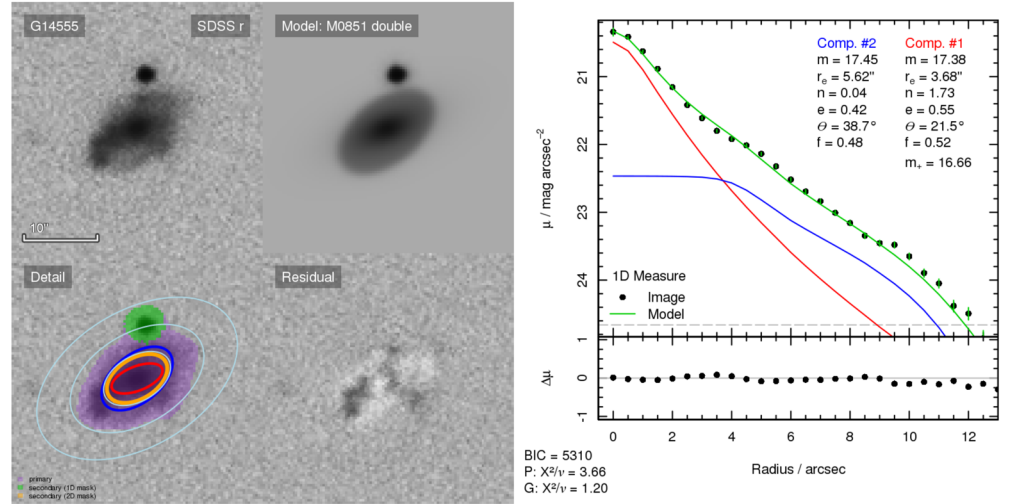 G14555
SDSS r
Model: M0851 double
10"
Detail
Residual
primary
secondary (1D mask)
secondary (2D mask)
μ / mag arcsec⁻²
21
22
23
24
Comp. #2
m = 17.45
rₑ = 5.62"
n = 0.04
e = 0.42
Θ = 38.7°
f = 0.48
Comp. #1
m = 17.38
rₑ = 3.68"
n = 1.73
e = 0.55
Θ = 21.5°
f = 0.52
m₊ = 16.66
1D Measure
Image
Model
Δμ
1
0
-1
0 2 4 6 8 10 12
Radius / arcsec
BIC = 5310
P: X²/ν = 3.66
G: X²/ν = 1.20